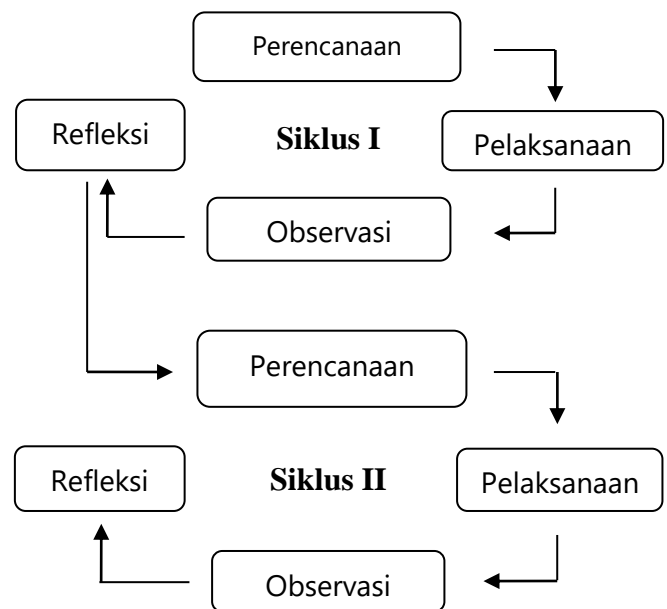 Perencanaan
Refleksi
Siklus I
Pelaksanaan
Observasi
Perencanaan
Refleksi
Siklus II
Pelaksanaan
Observasi